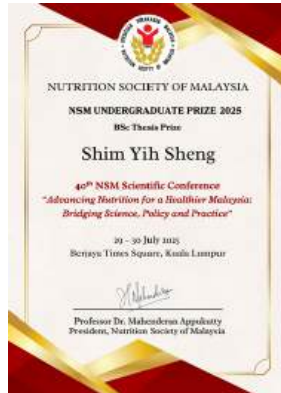 NUTRITION SOCIETY OF MALAYSIA
NSM UNDERGRADUATE PRIZE 2025
BSc Thesis Prize
Shim Yih Sheng
40th NSM Scientific Conference
"Advancing Nutrition for a Healthier Malaysia:
Bridging Science, Policy and Practice"
29 – 30 July 2025
Berjaya Times Square, Kuala Lumpur
Professor Dr. Mahenderan Appukutty
President, Nutrition Society of Malaysia